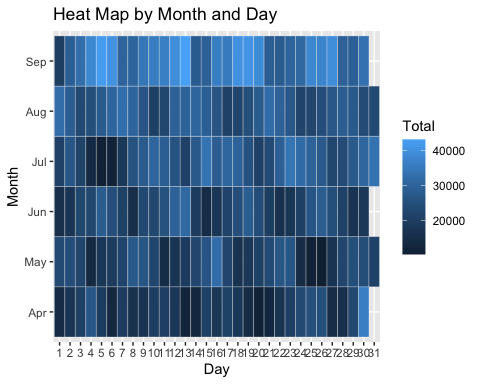 Heat Map by Month and Day
Sep
Aug
Jul
Jun
May
Apr
Month
1 2 3 4 5 6 7 8 9 10 11 12 13 14 15 16 17 18 19 20 21 22 23 24 25 26 27 28 29 30 31
Day
Total
40000
30000
20000